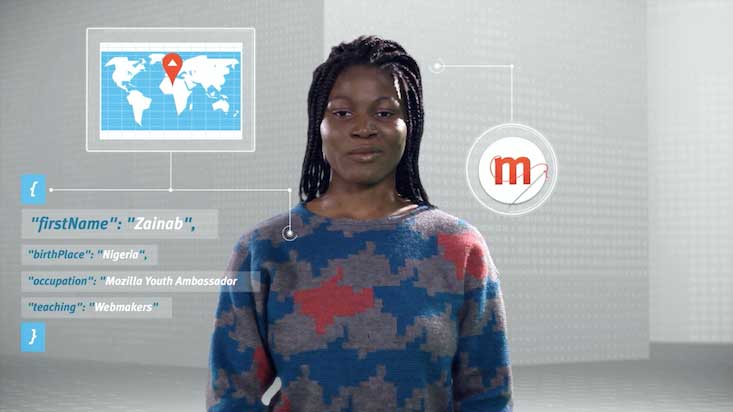 m
{
"firstName": "Zainab",
"birthPlace": "Nigeria",
"occupation": "Mozilla Youth Ambassador
"teaching": "Webmakers"
}